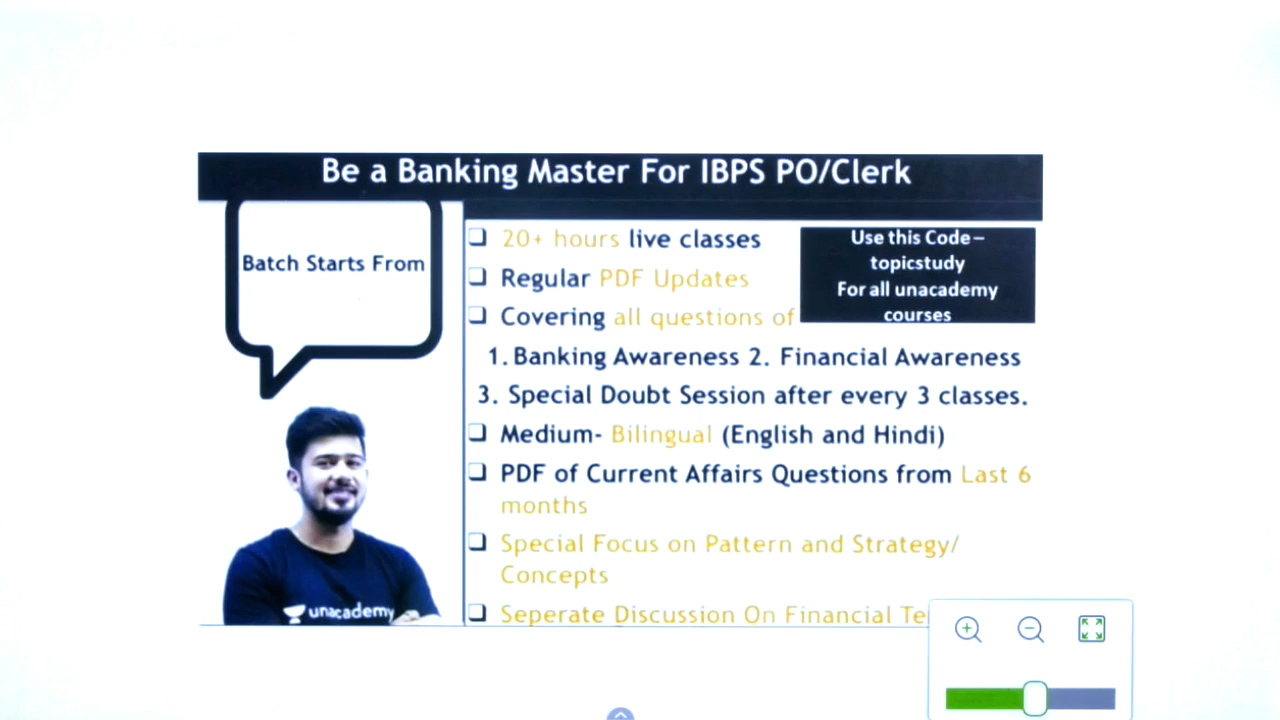 Be a Banking Master For IBPS PO/Clerk
Batch Starts From
20+ hours live classes
Regular PDF Updates
Covering all questions of
Use this Code –
topicstudy
For all unacademy
courses
1. Banking Awareness 2. Financial Awareness
3. Special Doubt Session after every 3 classes.
Medium- Bilingual (English and Hindi)
PDF of Current Affairs Questions from Last 6
months
Special Focus on Pattern and Strategy/
Concepts
Seperate Discussion On Financial
unacademy